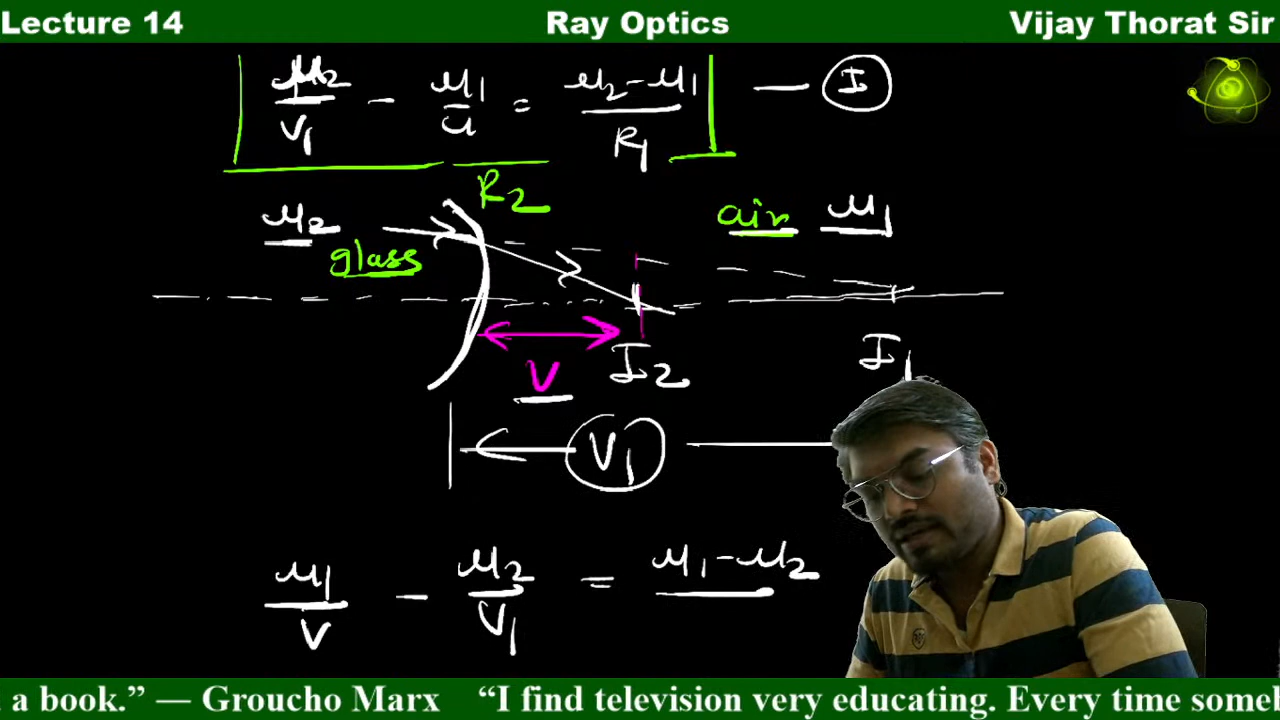 Lecture 14 Ray Optics Vijay Thorat Sir
μ2/V1 - μ1/u = μ2-μ1/R1 — I
R2
μ2 air μ1
glass
V I2 I1
V1
μ1/V - μ2/V1 = μ1-μ2
a book.” — Groucho Marx “I find television very educating. Every time